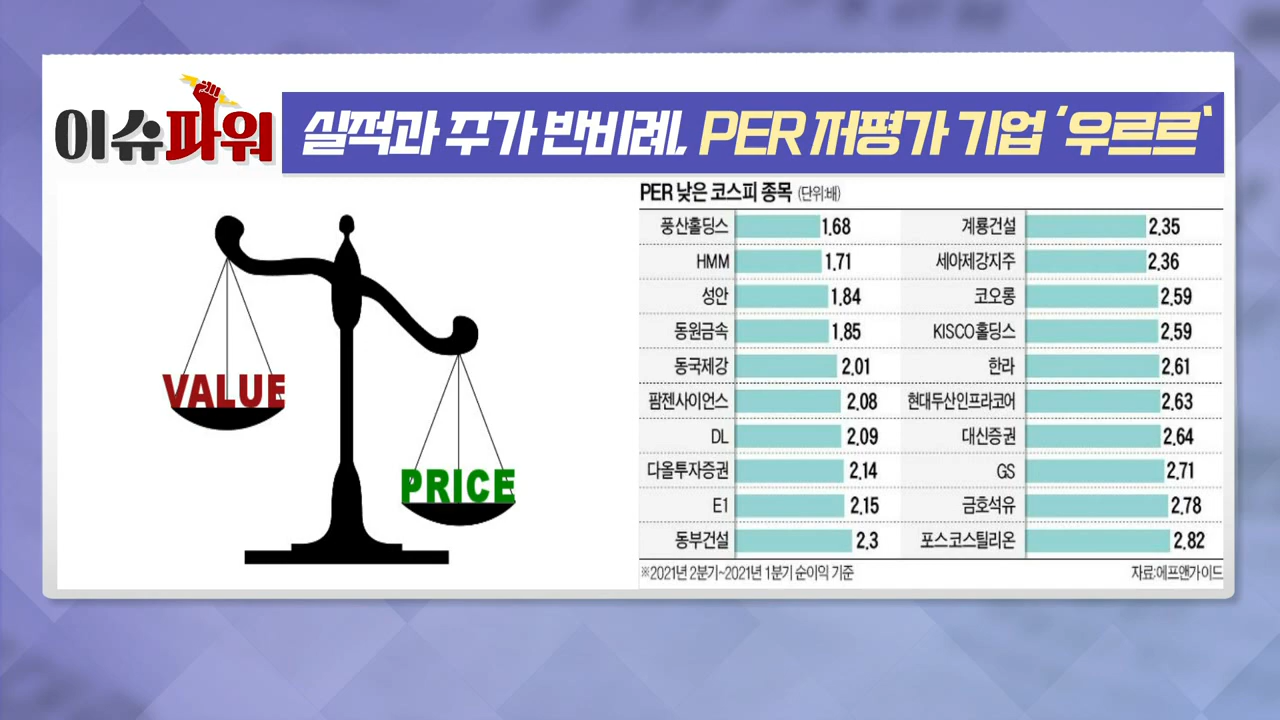 이슈파워
실적과 주가 반비례, PER 저평가 기업 '우르르'
VALUE
PRICE
PER 낮은 코스피 종목 (단위:배)
풍산홀딩스 1.68
HMM 1.71
성안 1.84
동원금속 1.85
동국제강 2.01
팜젠사이언스 2.08
DL 2.09
다올투자증권 2.14
E1 2.15
동부건설 2.3
계룡건설 2.35
세아제강지주 2.36
코오롱 2.59
KISCO홀딩스 2.59
한라 2.61
현대두산인프라코어 2.63
대신증권 2.64
GS 2.71
금호석유 2.78
포스코스틸리온 2.82
※2021년 2분기~2021년 1분기 순이익 기준
자료:에프앤가이드